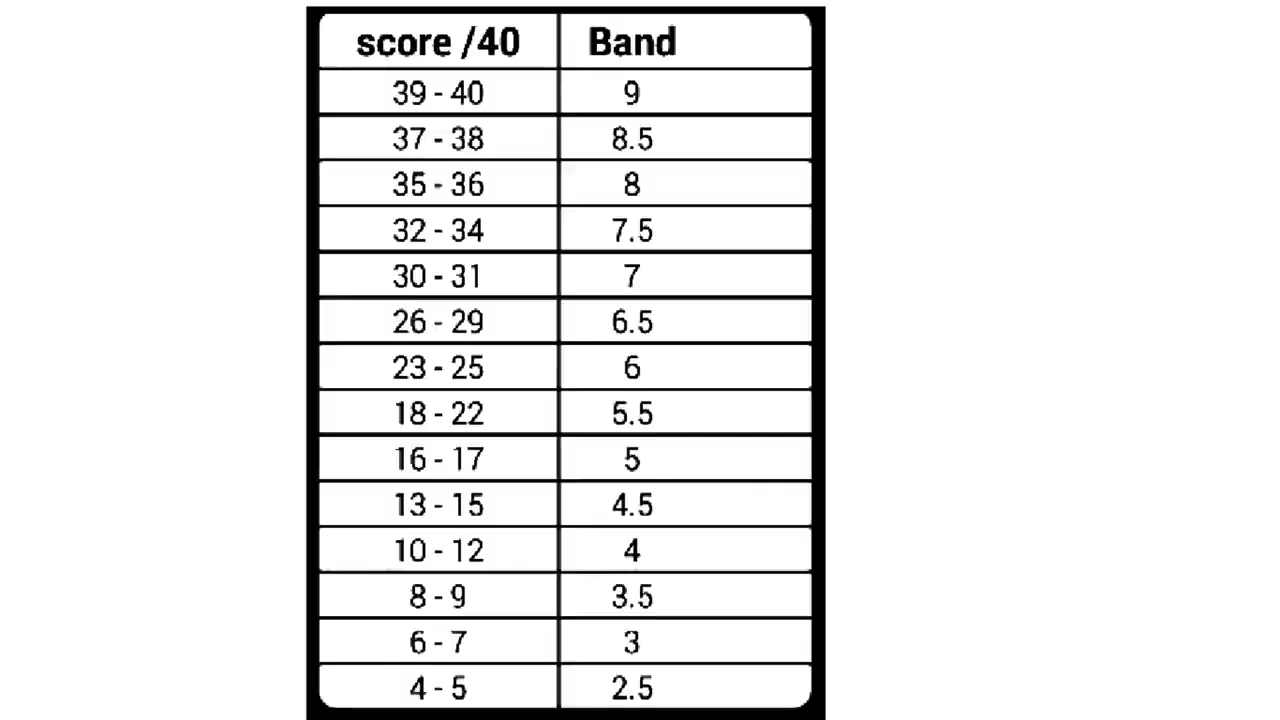 score /40 Band
39 - 40 9
37 - 38 8.5
35 - 36 8
32 - 34 7.5
30 - 31 7
26 - 29 6.5
23 - 25 6
18 - 22 5.5
16 - 17 5
13 - 15 4.5
10 - 12 4
8 - 9 3.5
6 - 7 3
4 - 5 2.5